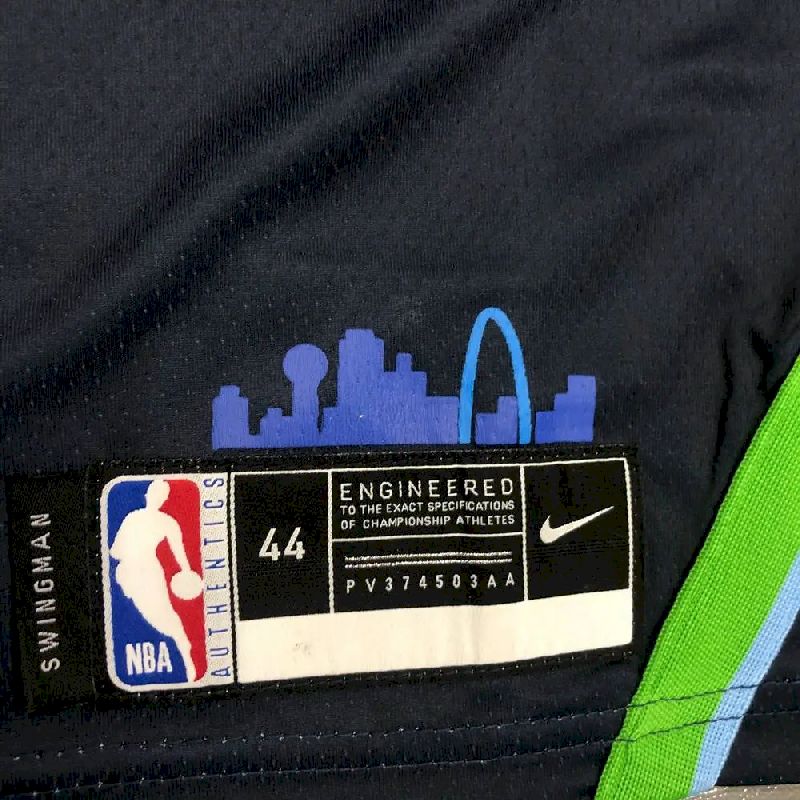 SWINGMAN
NBA
AUTHENTICS
44
ENGINEERED
TO THE EXACT SPECIFICATIONS
OF CHAMPIONSHIP ATHLETES
PV374503AA